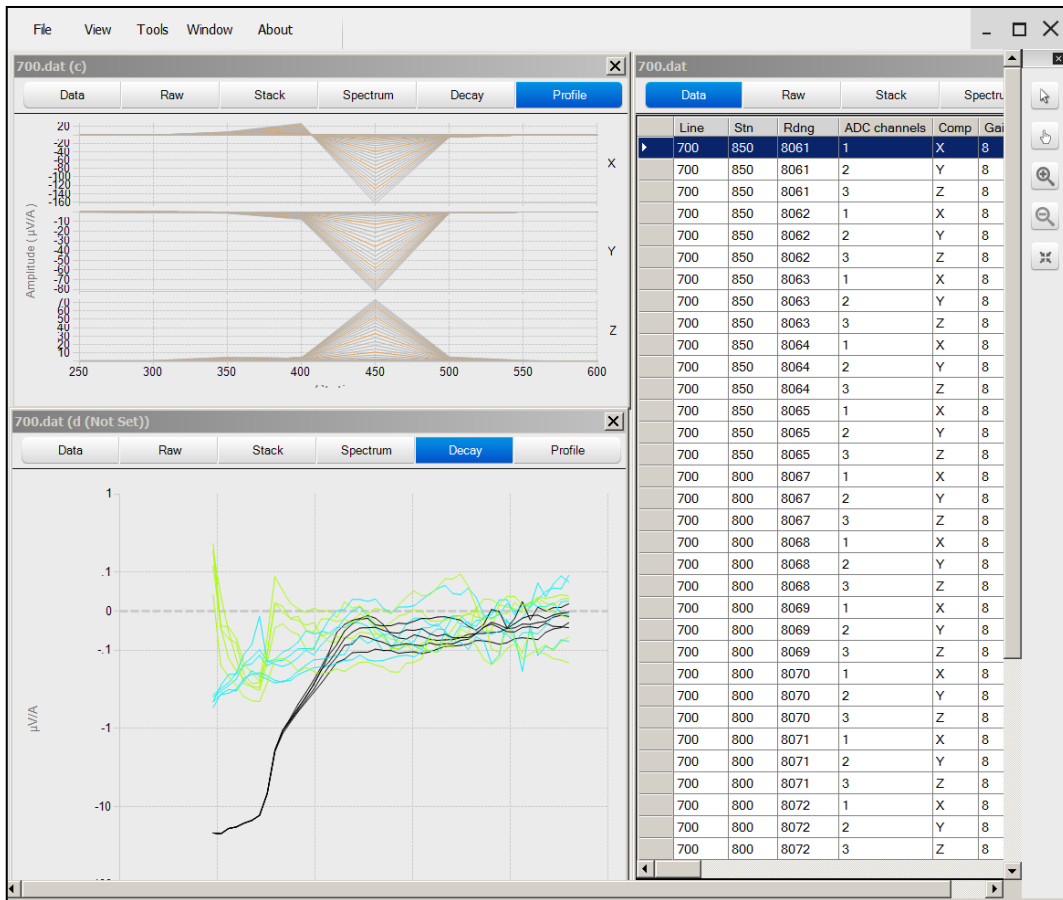 File View Tools Window About
700.dat (c)
Data Raw Stack Spectrum Decay Profile
20
-20
-40
-60
-80
-100
-120
-140
-160
X
-10
-20
-30
-40
-50
-60
-70
-80
Y
70
60
50
40
30
20
10
Z
Amplitude ( µV/A )
250 300 350 400 450 500 550 600
700.dat (d (Not Set))
Data Raw Stack Spectrum Decay Profile
1
.1
0
.1
-1
-10
µV/A
700.dat
Data Raw Stack Spectru
Line Stn Rdng ADC channels Comp Gai
700 850 8061 1 X 8
700 850 8061 2 Y 8
700 850 8061 3 Z 8
700 850 8062 1 X 8
700 850 8062 2 Y 8
700 850 8062 3 Z 8
700 850 8063 1 X 8
700 850 8063 2 Y 8
700 850 8063 3 Z 8
700 850 8064 1 X 8
700 850 8064 2 Y 8
700 850 8064 3 Z 8
700 850 8065 1 X 8
700 850 8065 2 Y 8
700 850 8065 3 Z 8
700 800 8067 1 X 8
700 800 8067 2 Y 8
700 800 8067 3 Z 8
700 800 8068 1 X 8
700 800 8068 2 Y 8
700 800 8068 3 Z 8
700 800 8069 1 X 8
700 800 8069 2 Y 8
700 800 8069 3 Z 8
700 800 8070 1 X 8
700 800 8070 2 Y 8
700 800 8070 3 Z 8
700 800 8071 1 X 8
700 800 8071 2 Y 8
700 800 8071 3 Z 8
700 800 8072 1 X 8
700 800 8072 2 Y 8
700 800 8072 3 Z 8